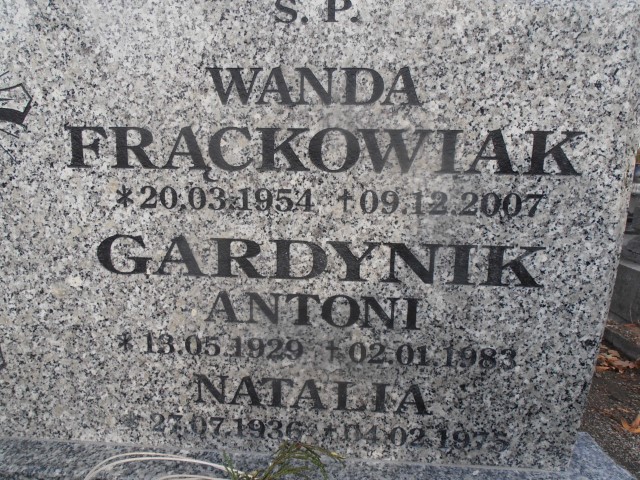 Ś. P.
WANDA
FRĄCKOWIAK
*20.03.1954 †09.12.2007
GARDYNIK
ANTONI
*13.05.1929 †02.01.1983
NATALIA
*27.07.1936 †04.02.1978